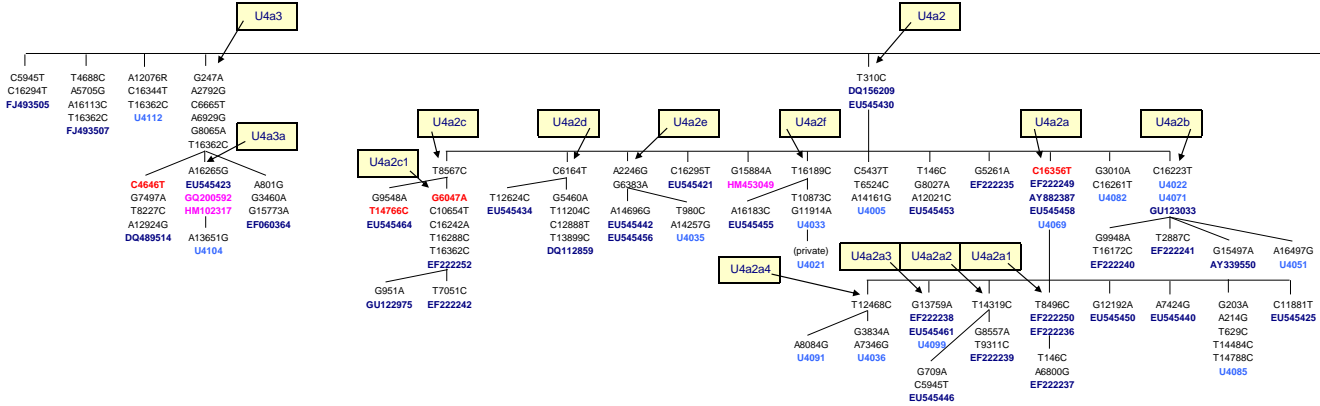 U4a3
U4a2
C5945T
C16294T
FJ493505
T4688C
A5705G
A16113C
T16362C
FJ493507
A12076R
C16344T
T16362C
U4112
G247A
A2792G
C6665T
A6929G
G8065A
T16362C
T310C
DQ156209
EU545430
U4a3a
C4646T
G7497A
T8227C
A12924G
DQ489514
A16265G
EU545423
GQ200592
HM102317
A13651G
U4104
A801G
G3460A
G15773A
EF060364
U4a2c
U4a2d
U4a2e
U4a2f
U4a2a
U4a2b
U4a2c1
T8567C
G9548A
T14766C
EU545464
G6047A
C10654T
C16242A
T16288C
T16362C
EF222252
G951A
GU122975
T7051C
EF222242
C6164T
T12624C
EU545434
G5460A
T11204C
C12888T
T13899C
DQ112859
A2246G
G6383A
A14696G
EU545442
EU545456
T980C
A14257G
U4035
C16295T
EU545421
G15884A
HM453049
T16189C
A16183C
EU545455
T10873C
G11914A
U4033
(private)
U4021
C5437T
T6524C
A14161G
U4005
T146C
G8027A
A12021C
EU545453
G5261A
EF222235
C16356T
EF222249
AY882387
EU545458
U4069
G3010A
C16261T
U4082
C16223T
U4022
U4071
GU123033
G9948A
T16172C
EF222240
T2887C
EF222241
G15497A
AY339550
A16497G
U4051
U4a2a4
U4a2a3
U4a2a2
U4a2a1
T12468C
A8084G
U4091
G3834A
A7346G
U4036
G13759A
EF222238
EU545461
U4099
T14319C
G709A
C5945T
EU545446
G8557A
T9311C
EF222239
T8496C
EF222250
EF222236
T146C
A6800G
EF222237
G12192A
EU545450
A7424G
EU545440
G203A
A214G
T629C
T14484C
T14788C
U4085
C11881T
EU545425